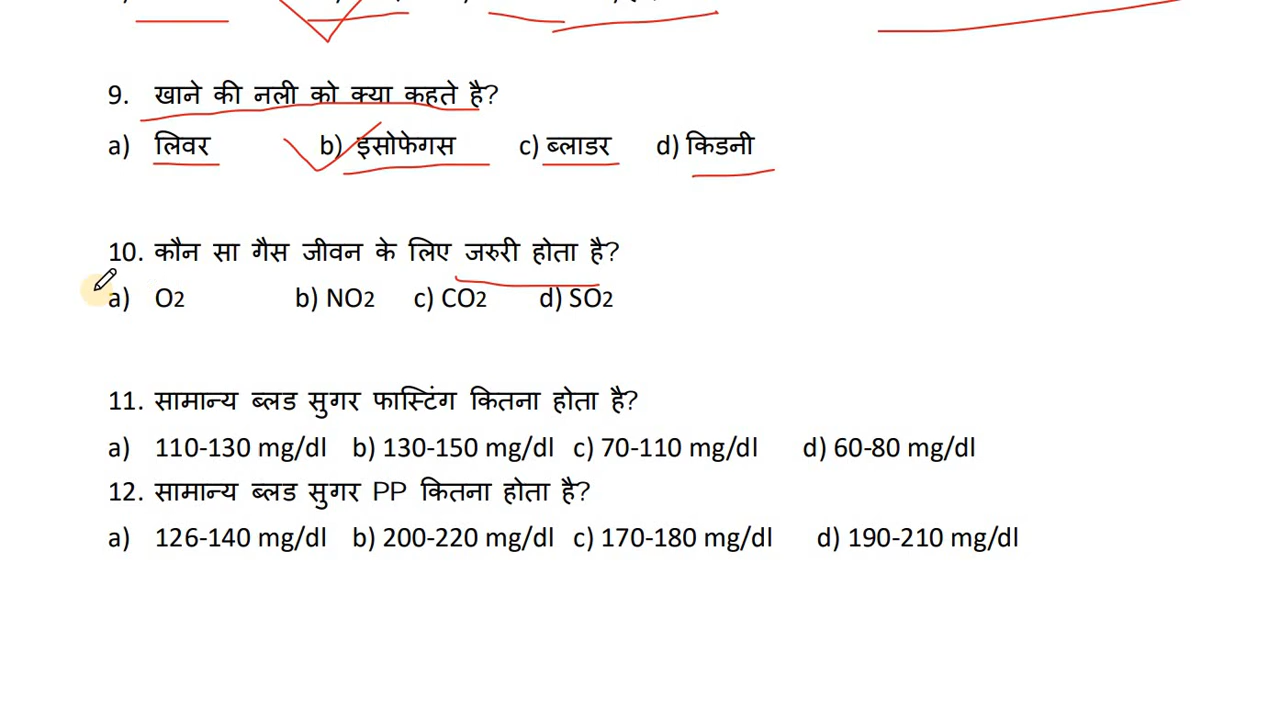 9. खाने की नली को क्या कहते है?
a) लिवर b) इसोफेगस c) ब्लाडर d) किडनी
10. कौन सा गैस जीवन के लिए जरुरी होता है?
a) O2 b) NO2 c) CO2 d) SO2
11. सामान्य ब्लड सुगर फास्टिंग कितना होता है?
a) 110-130 mg/dl b) 130-150 mg/dl c) 70-110 mg/dl d) 60-80 mg/dl
12. सामान्य ब्लड सुगर PP कितना होता है?
a) 126-140 mg/dl b) 200-220 mg/dl c) 170-180 mg/dl d) 190-210 mg/dl